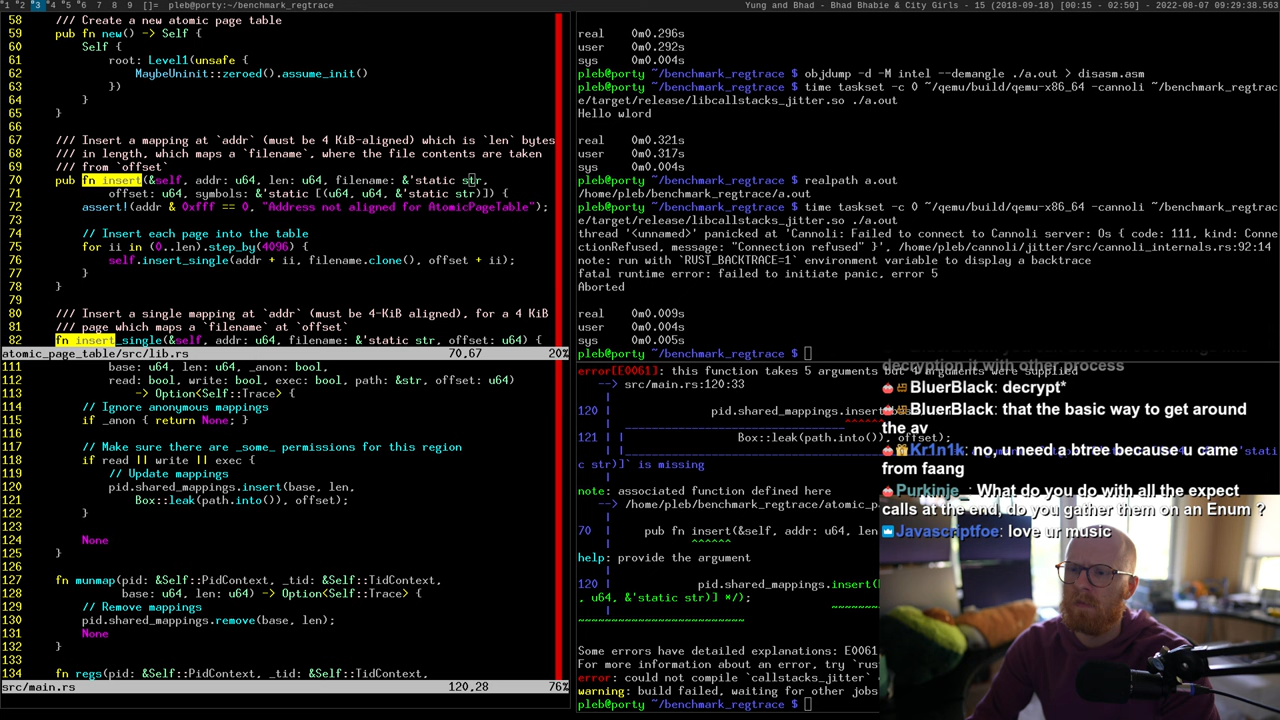 °1 °2 °3 °4 °5 6 7 8 9 []= pleb@porty:~/benchmark_regtrace
Yung and Bhad - Bhad Bhabie & City Girls - 15 (2018-09-18) [00:15 - 02:50] - 2022-08-07 09:29:38.563
58 /// Create a new atomic page table
59 pub fn new() -> Self {
60 Self {
61 root: Level1(unsafe {
62 MaybeUninit::zeroed().assume_init()
63 })
64 }
65 }
66
67 /// Insert a mapping at `addr` (must be 4 KiB-aligned) which is `len` bytes
68 /// in length, which maps a `filename`, where the file contents are taken
69 /// from `offset`
70 pub fn insert(&self, addr: u64, len: u64, filename: &'static str,
71 offset: u64, symbols: &'static [(u64, u64, &'static str)]) {
72 assert!(addr & 0xfff == 0, "Address not aligned for AtomicPageTable");
73
74 // Insert each page into the table
75 for ii in (0..len).step_by(4096) {
76 self.insert_single(addr + ii, filename.clone(), offset + ii);
77 }
78 }
79
80 /// Insert a single mapping at `addr` (must be 4-KiB aligned), for a 4 KiB
81 /// page which maps a `filename` at `offset`
82 fn insert_single(&self, addr: u64, filename: &'static str, offset: u64) {
atomic_page_table/src/lib.rs 70,67 20%
111 base: u64, len: u64, _anon: bool,
112 read: bool, write: bool, exec: bool, path: &str, offset: u64)
113 -> Option<Self::Trace> {
114 // Ignore anonymous mappings
115 if _anon { return None; }
116
117 // Make sure there are _some_ permissions for this region
118 if read || write || exec {
119 // Update mappings
120 pid.shared_mappings.insert(base, len,
121 Box::leak(path.into()), offset);
122 }
123
124 None
125 }
126
127 fn munmap(pid: &Self::PidContext, _tid: &Self::TidContext,
128 base: u64, len: u64) -> Option<Self::Trace> {
129 // Remove mappings
130 pid.shared_mappings.remove(base, len);
131 None
132 }
133
134 fn regs(pid: &Self::PidContext, _tid: &Self::TidContext,
src/main.rs 120,28 76%
real 0m0.296s
user 0m0.292s
sys 0m0.004s
pleb@porty ~/benchmark_regtrace $ objdump -d -M intel --demangle ./a.out > disasm.asm
pleb@porty ~/benchmark_regtrace $ time taskset -c 0 ~/qemu/build/qemu-x86_64 -cannoli ~/benchmark_regtrac
e/target/release/libcallstacks_jitter.so ./a.out
Hello wlord
real 0m0.321s
user 0m0.317s
sys 0m0.004s
pleb@porty ~/benchmark_regtrace $ realpath a.out
/home/pleb/benchmark_regtrace/a.out
pleb@porty ~/benchmark_regtrace $ time taskset -c 0 ~/qemu/build/qemu-x86_64 -cannoli ~/benchmark_regtrac
e/target/release/libcallstacks_jitter.so ./a.out
thread '<unnamed>' panicked at 'Cannoli: Failed to connect to Cannoli server: Os { code: 111, kind: Conne
ctionRefused, message: "Connection refused" }', /home/pleb/cannoli/jitter/src/cannoli_internals.rs:92:14
note: run with `RUST_BACKTRACE=1` environment variable to display a backtrace
fatal runtime error: failed to initiate panic, error 5
Aborted
real 0m0.009s
user 0m0.004s
sys 0m0.005s
pleb@porty ~/benchmark_regtrace $
error[E0061]: this function takes 5 arguments but 4 arguments were supplied
--> src/main.rs:120:33
|
120 | pid.shared_mappings.insert
121 | | Box::leak(path.into()), offset);
c str)]` is missing
note: associated function defined here
--> /home/pleb/benchmark_regtrace/atomic_p
70 | pub fn insert(&self, addr: u64, len
help: provide the argument
120 | pid.shared_mappings.insert(
, u64, &'static str)] */);
Some errors have detailed explanations: E0061
For more information about an error, try `rus
error: could not compile `callstacks_jitter`
warning: build failed, waiting for other jobs
pleb@porty ~/benchmark_regtrace $
decryption it with other process
BluerBlack: decrypt*
BluerBlack: that the basic way to get around
the av
Kr1n1k: no, u need a btree because u came
from faang
Purkinje_: What do you do with all the expect
calls at the end, do you gather them on an Enum ?
Javascriptfoe: love ur music